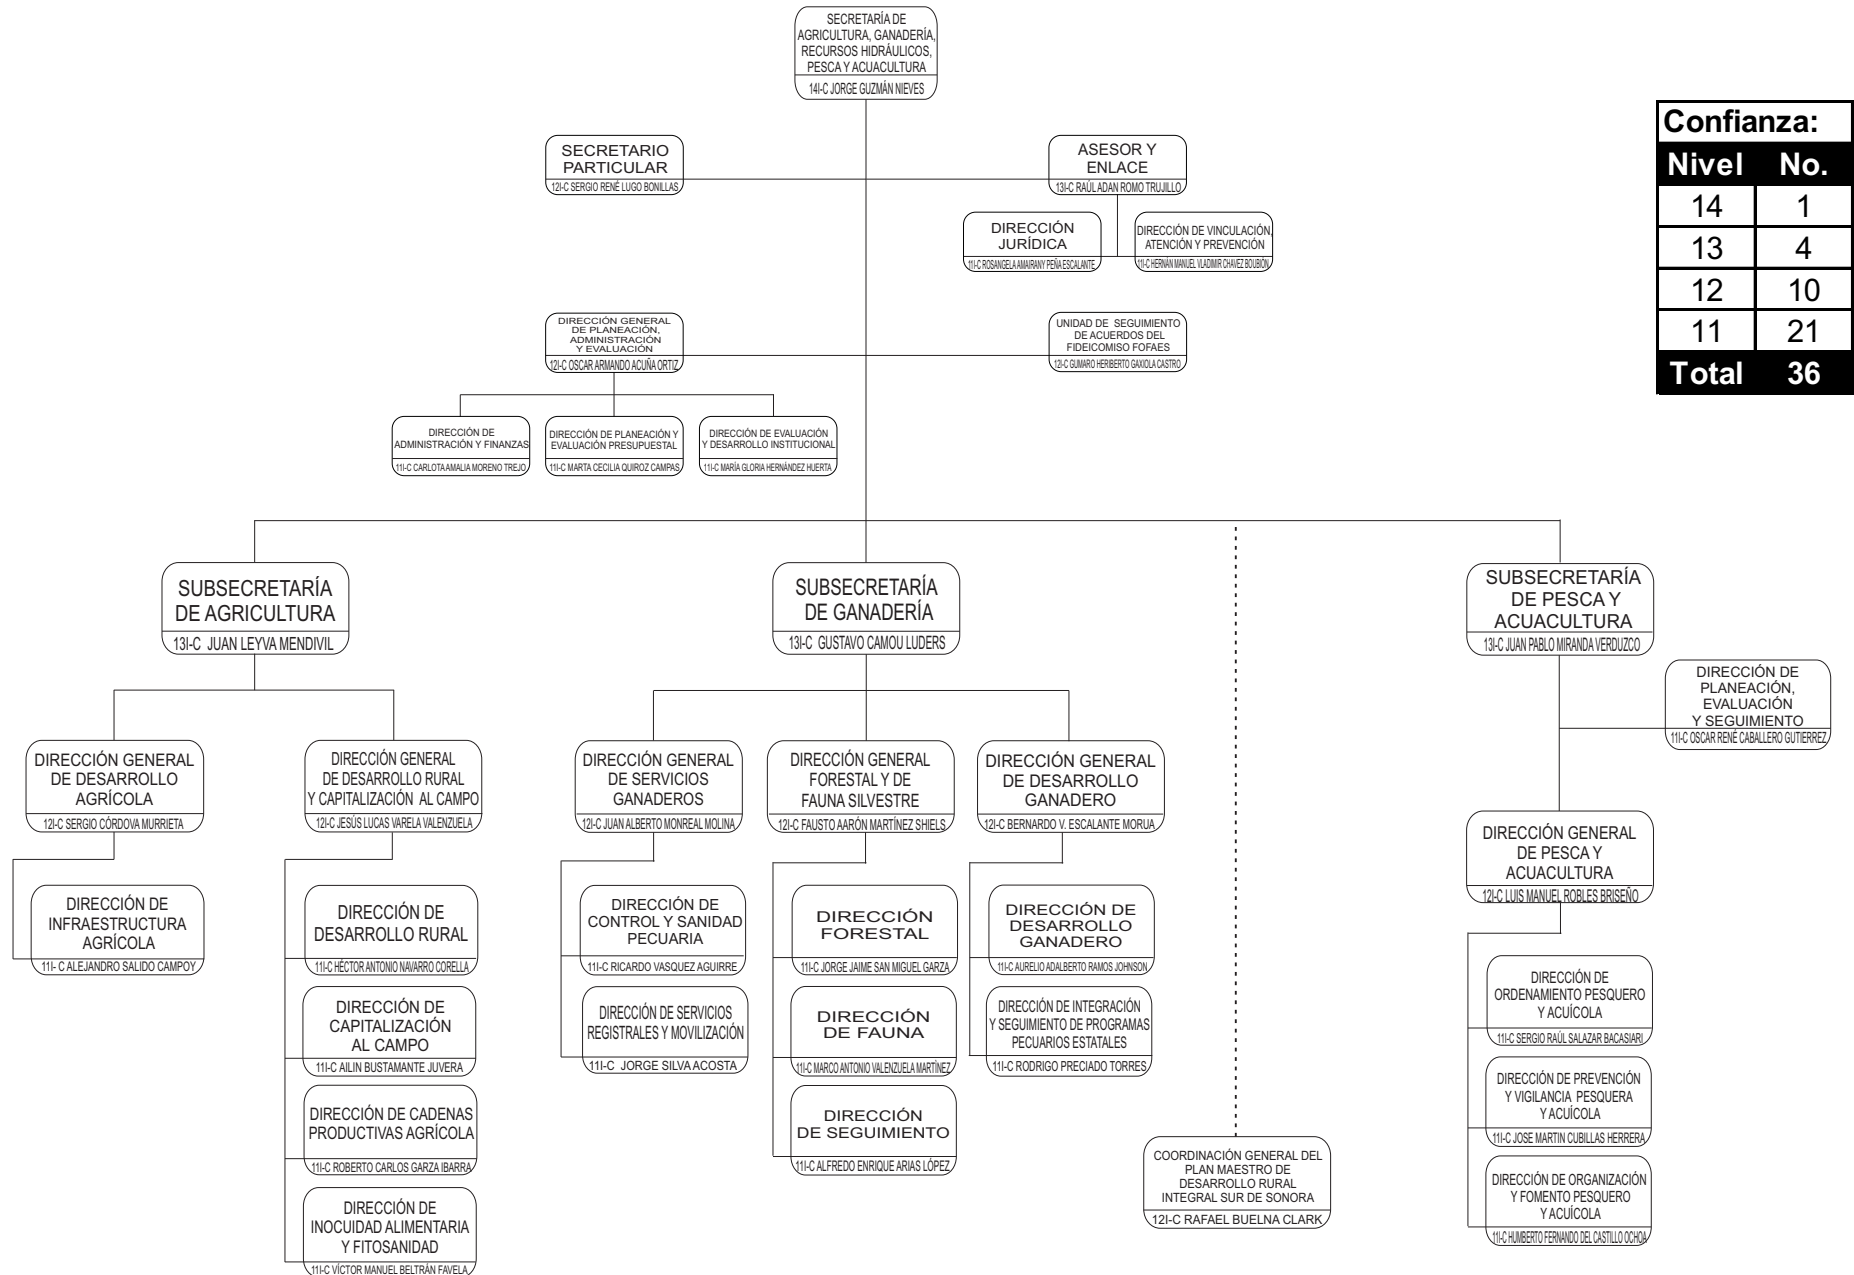 SECRETARÍA DE
AGRICULTURA, GANADERÍA,
RECURSOS HIDRÁULICOS,
PESCA Y ACUACULTURA
14I-C JORGE GUZMÁN NIEVES
Confianza:
Nivel No.
14 1
13 4
12 10
11 21
Total 36
SECRETARIO
PARTICULAR
12I-C SERGIO RENÉ LUGO BONILLAS
ASESOR Y
ENLACE
13I-C RAÚL ADAN ROMO TRUJILLO
DIRECCIÓN
JURÍDICA
11I-C ROSANGELA AMAIRANY PEÑA ESCALANTE
DIRECCIÓN DE VINCULACIÓN,
ATENCIÓN Y PREVENCIÓN
11I-C HERNÁN MANUEL VLADIMIR CHAVEZ BOUBIÓN
DIRECCIÓN GENERAL
DE PLANEACIÓN,
ADMINISTRACIÓN
Y EVALUACIÓN
12I-C OSCAR ARMANDO ACUÑA ORTIZ
UNIDAD DE SEGUIMIENTO
DE ACUERDOS DEL
FIDEICOMISO FOFAES
12I-C GUMARO HERIBERTO GAXIOLA CASTRO
DIRECCIÓN DE
ADMINISTRACIÓN Y FINANZAS
11I-C CARLOTA AMALIA MORENO TREJO
DIRECCIÓN DE PLANEACIÓN Y
EVALUACIÓN PRESUPUESTAL
11I-C MARTA CECILIA QUIROZ CAMPAS
DIRECCIÓN DE EVALUACIÓN
Y DESARROLLO INSTITUCIONAL
11I-C MARÍA GLORIA HERNÁNDEZ HUERTA
SUBSECRETARÍA
DE AGRICULTURA
13I-C JUAN LEYVA MENDIVIL
SUBSECRETARÍA
DE GANADERÍA
13I-C GUSTAVO CAMOU LUDERS
SUBSECRETARÍA
DE PESCA Y
ACUACULTURA
13I-C JUAN PABLO MIRANDA VERDUZCO
DIRECCIÓN DE
PLANEACIÓN,
EVALUACIÓN
Y SEGUIMIENTO
11I-C OSCAR RENÉ CABALLERO GUTIERREZ
DIRECCIÓN GENERAL
DE DESARROLLO
AGRÍCOLA
12I-C SERGIO CÓRDOVA MURRIETA
DIRECCIÓN GENERAL
DE DESARROLLO RURAL
Y CAPITALIZACIÓN AL CAMPO
12I-C JESÚS LUCAS VARELA VALENZUELA
DIRECCIÓN GENERAL
DE SERVICIOS
GANADEROS
12I-C JUAN ALBERTO MONREAL MOLINA
DIRECCIÓN GENERAL
FORESTAL Y DE
FAUNA SILVESTRE
12I-C FAUSTO AARÓN MARTÍNEZ SHIELS
DIRECCIÓN GENERAL
DE DESARROLLO
GANADERO
12I-C BERNARDO V. ESCALANTE MORUA
DIRECCIÓN GENERAL
DE PESCA Y
ACUACULTURA
12I-C LUIS MANUEL ROBLES BRISEÑO
DIRECCIÓN DE
INFRAESTRUCTURA
AGRÍCOLA
11I- C ALEJANDRO SALIDO CAMPOY
DIRECCIÓN DE
DESARROLLO RURAL
11I-C HÉCTOR ANTONIO NAVARRO CORELLA
DIRECCIÓN DE
CAPITALIZACIÓN
AL CAMPO
11I-C AILIN BUSTAMANTE JUVERA
DIRECCIÓN DE CADENAS
PRODUCTIVAS AGRÍCOLA
11I-C ROBERTO CARLOS GARZA IBARRA
DIRECCIÓN DE
INOCUIDAD ALIMENTARIA
Y FITOSANIDAD
11I-C VÍCTOR MANUEL BELTRÁN FAVELA
DIRECCIÓN DE
CONTROL Y SANIDAD
PECUARIA
11I-C RICARDO VASQUEZ AGUIRRE
DIRECCIÓN DE SERVICIOS
REGISTRALES Y MOVILIZACIÓN
11I-C JORGE SILVA ACOSTA
DIRECCIÓN
FORESTAL
11I-C JORGE JAIME SAN MIGUEL GARZA
DIRECCIÓN
DE FAUNA
11I-C MARCO ANTONIO VALENZUELA MARTÍNEZ
DIRECCIÓN
DE SEGUIMIENTO
11I-C ALFREDO ENRIQUE ARIAS LÓPEZ
DIRECCIÓN DE
DESARROLLO
GANADERO
11I-C AURELIO ADALBERTO RAMOS JOHNSON
DIRECCIÓN DE INTEGRACIÓN
Y SEGUIMIENTO DE PROGRAMAS
PECUARIOS ESTATALES
11I-C RODRIGO PRECIADO TORRES
COORDINACIÓN GENERAL DEL
PLAN MAESTRO DE
DESARROLLO RURAL
INTEGRAL SUR DE SONORA
12I-C RAFAEL BUELNA CLARK
DIRECCIÓN DE
ORDENAMIENTO PESQUERO
Y ACUÍCOLA
11I-C SERGIO RAÚL SALAZAR BACASIARI
DIRECCIÓN DE PREVENCIÓN
Y VIGILANCIA PESQUERA
Y ACUÍCOLA
11I-C JOSE MARTIN CUBILLAS HERRERA
DIRECCIÓN DE ORGANIZACIÓN
Y FOMENTO PESQUERO
Y ACUÍCOLA
11I-C HUMBERTO FERNANDO DEL CASTILLO OCHOA